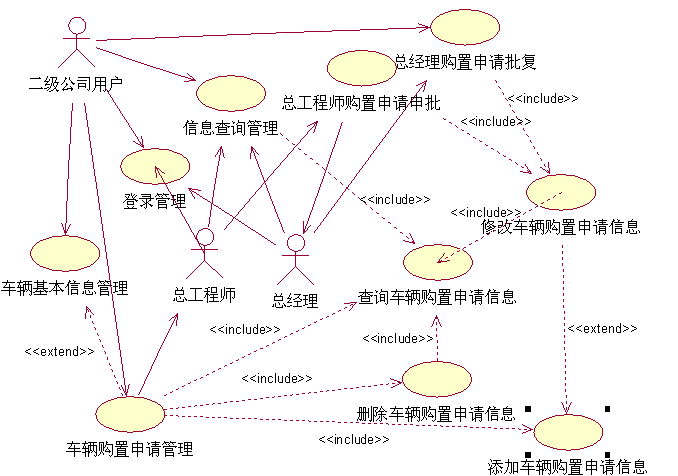 总经理购置申请批复
二级公司用户
<<include>>
总工程师购置申请审批
<<include>>
信息查询管理
登录管理
<<include>>
<<include>>
修改车辆购置申请信息
车辆基本信息管理
总工程师
总经理
查询车辆购置申请信息
<<include>>
<<extend>>
<<include>>
<<extend>>
<<include>>
删除车辆购置申请信息
车辆购置申请管理
<<include>>
添加车辆购置申请信息